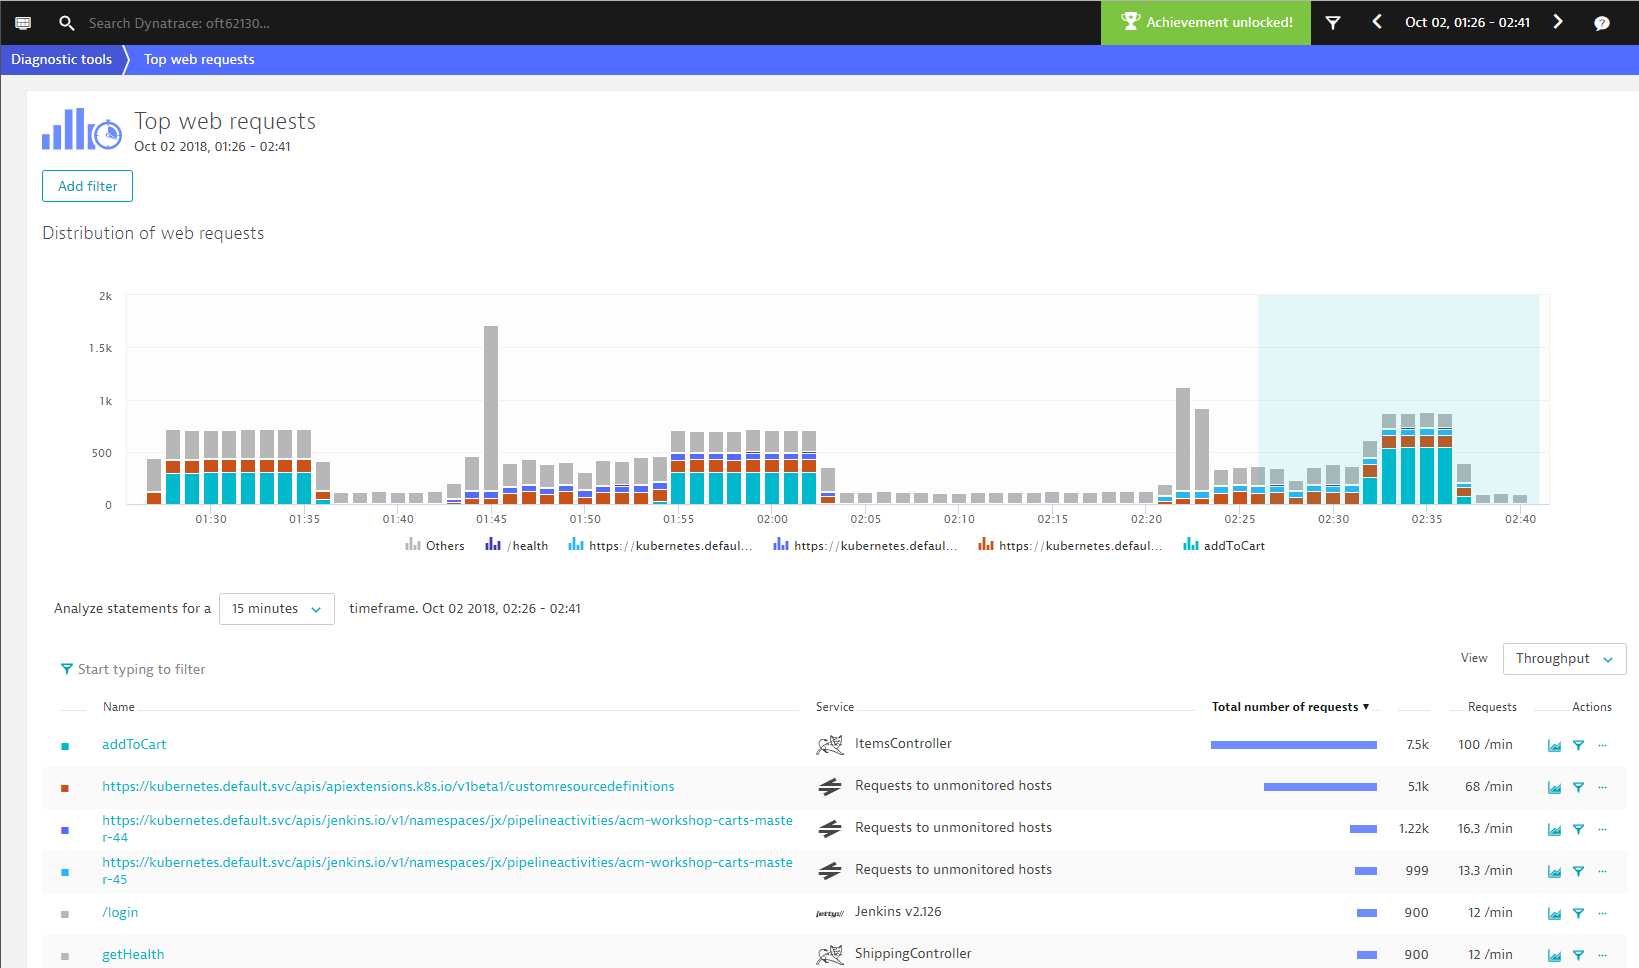 Search Dynatrace: oft62130...
Achievement unlocked!
Oct 02, 01:26 - 02:41
Diagnostic tools
Top web requests
Top web requests
Oct 02 2018, 01:26 - 02:41
Add filter
Distribution of web requests
2k
1.5k
1k
500
0
01:30 01:35 01:40 01:45 01:50 01:55 02:00 02:05 02:10 02:15 02:20 02:25 02:30 02:35 02:40
Others /health https://kubernetes.defaul... https://kubernetes.defaul... https://kubernetes.defaul... addToCart
Analyze statements for a 15 minutes timeframe. Oct 02 2018, 02:26 - 02:41
Start typing to filter
View Throughput
Name Service Total number of requests ▼ Requests Actions
addToCart ItemsController 7.5k 100 /min ...
https://kubernetes.default.svc/apis/apiextensions.k8s.io/v1beta1/customresourcedefinitions Requests to unmonitored hosts 5.1k 68 /min ...
https://kubernetes.default.svc/apis/jenkins.io/v1/namespaces/jx/pipelineactivities/acm-workshop-carts-maste
r-44 Requests to unmonitored hosts 1.22k 16.3 /min ...
https://kubernetes.default.svc/apis/jenkins.io/v1/namespaces/jx/pipelineactivities/acm-workshop-carts-maste
r-45 Requests to unmonitored hosts 999 13.3 /min ...
/login jetty:// Jenkins v2.126 900 12 /min ...
getHealth ShippingController 900 12 /min ...